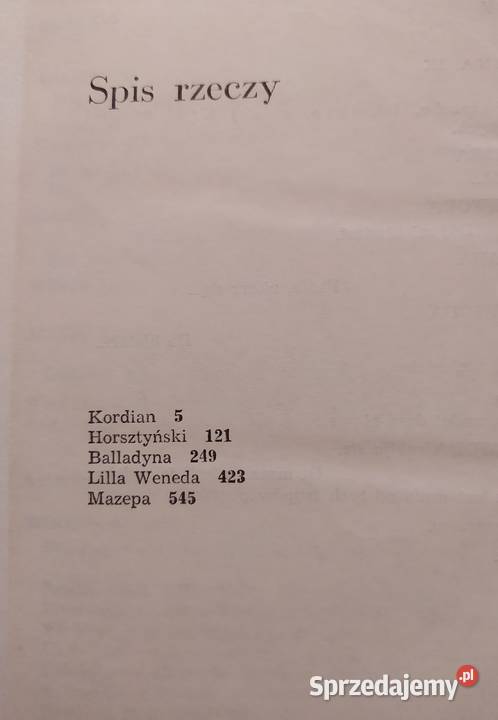 Spis rzeczy
Kordian 5
Horsztyński 121
Balladyna 249
Lilla Weneda 423
Mazepa 545
Sprzedajemy.pl